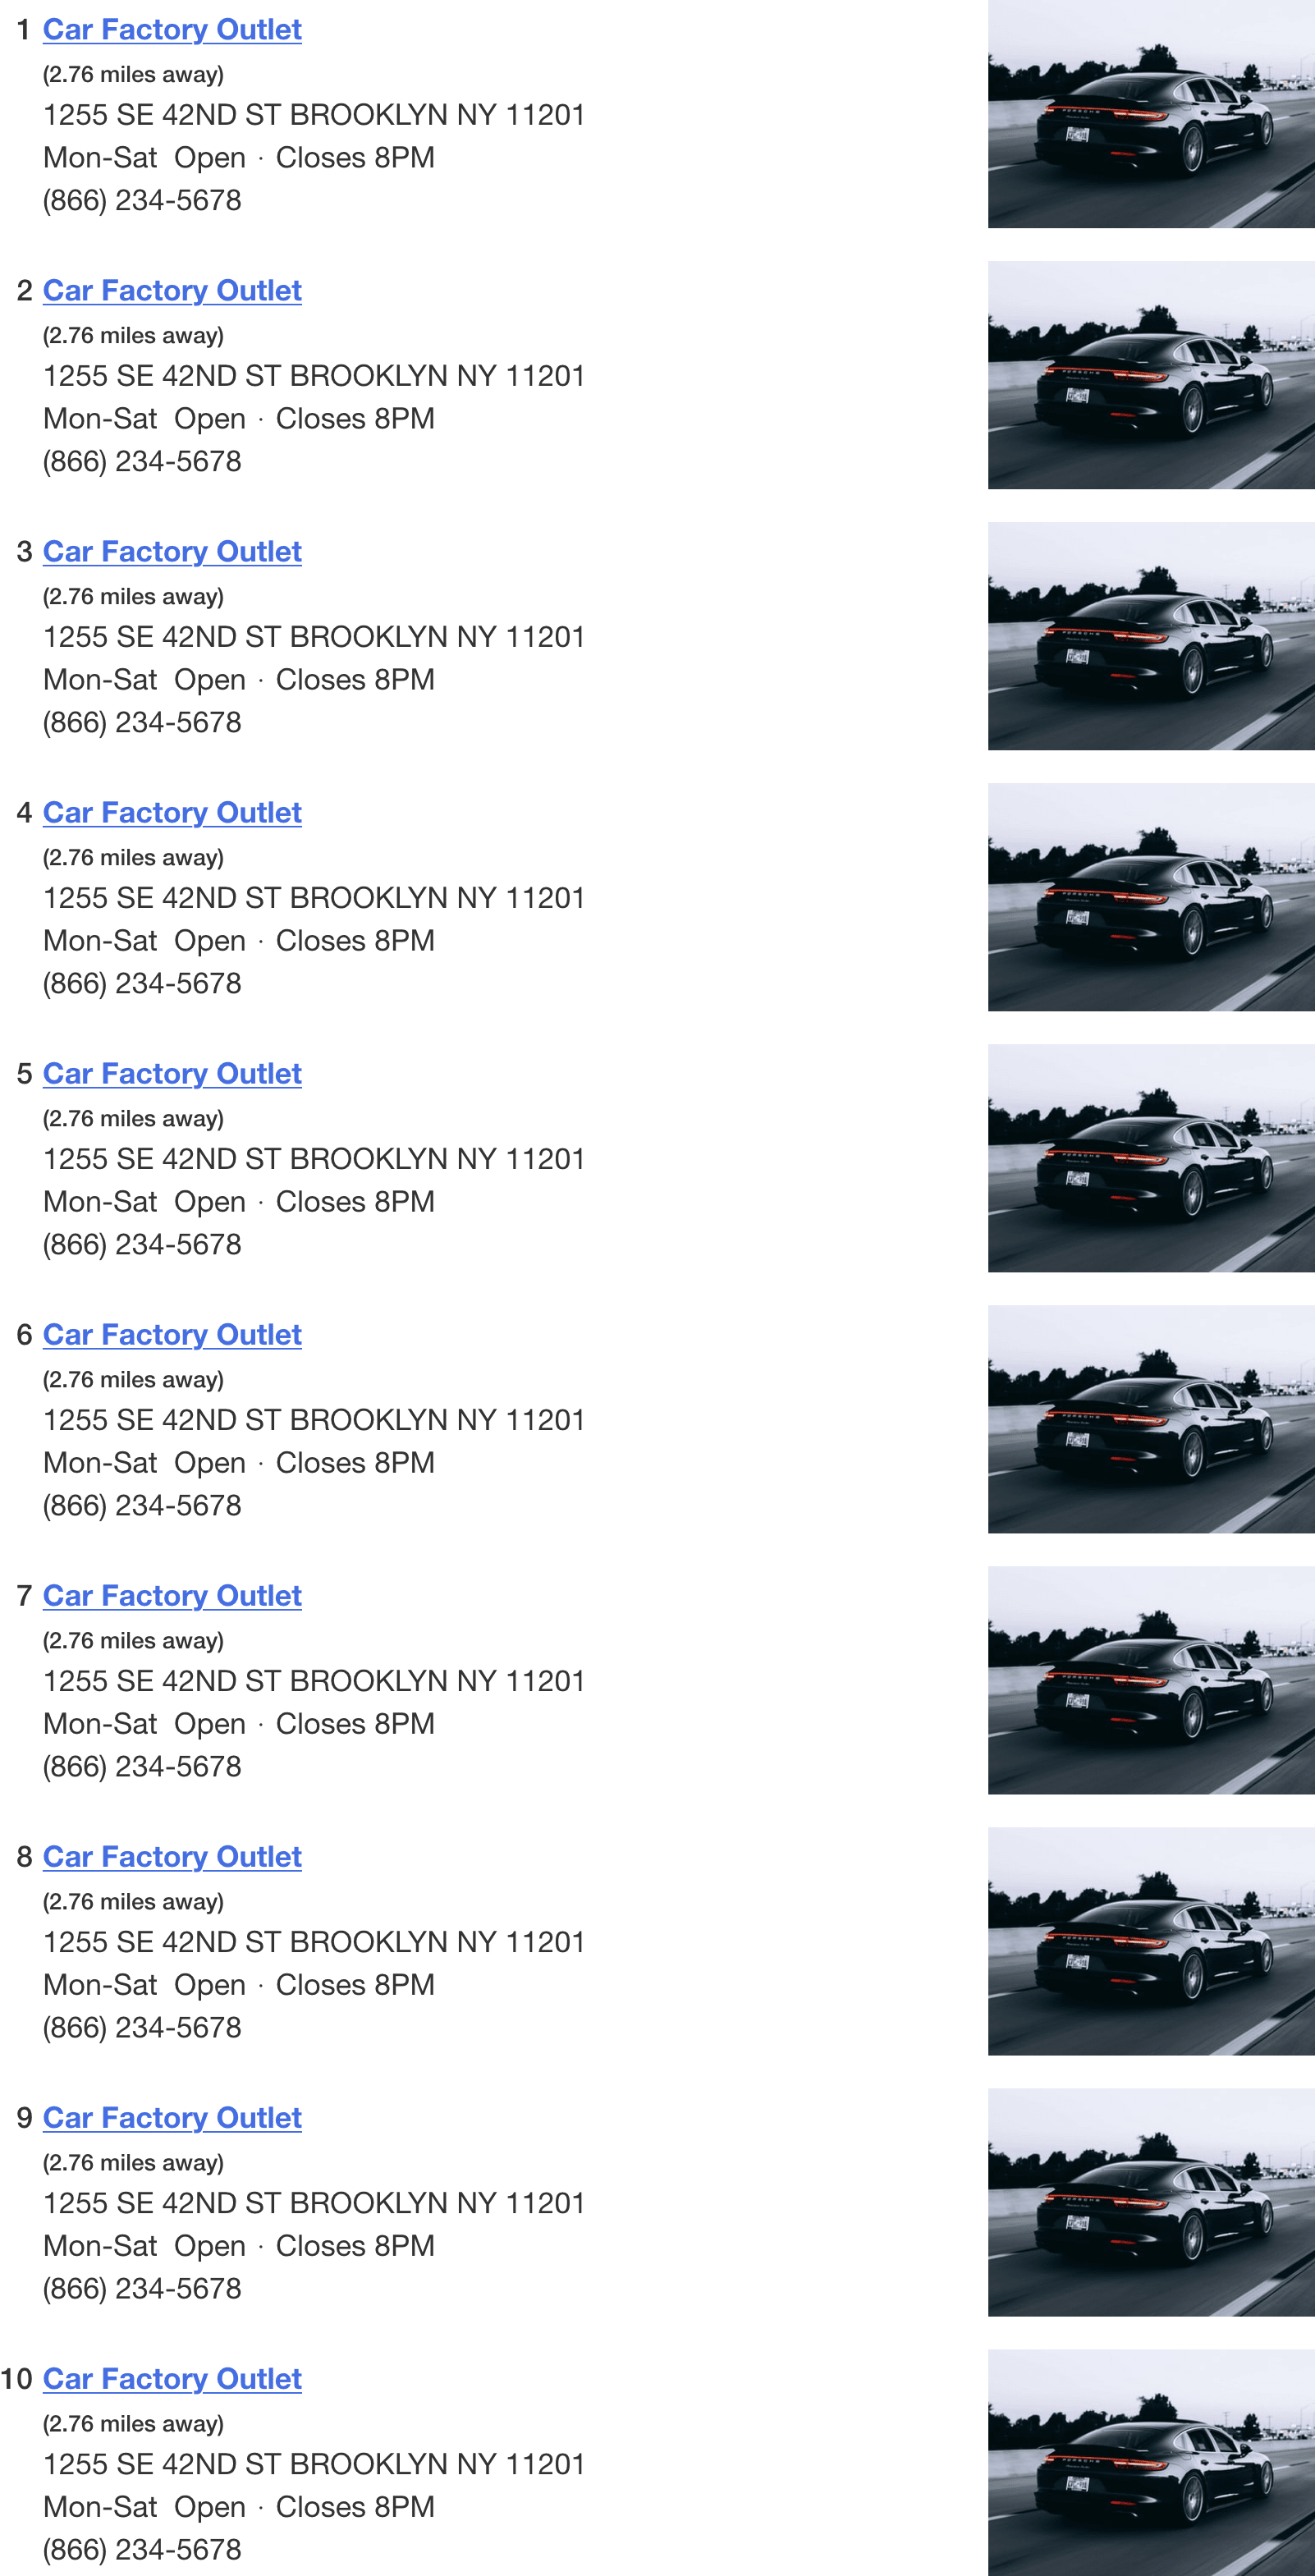 1 Car Factory Outlet
(2.76 miles away)
1255 SE 42ND ST BROOKLYN NY 11201
Mon-Sat Open · Closes 8PM
(866) 234-5678
2 Car Factory Outlet
(2.76 miles away)
1255 SE 42ND ST BROOKLYN NY 11201
Mon-Sat Open · Closes 8PM
(866) 234-5678
3 Car Factory Outlet
(2.76 miles away)
1255 SE 42ND ST BROOKLYN NY 11201
Mon-Sat Open · Closes 8PM
(866) 234-5678
4 Car Factory Outlet
(2.76 miles away)
1255 SE 42ND ST BROOKLYN NY 11201
Mon-Sat Open · Closes 8PM
(866) 234-5678
5 Car Factory Outlet
(2.76 miles away)
1255 SE 42ND ST BROOKLYN NY 11201
Mon-Sat Open · Closes 8PM
(866) 234-5678
6 Car Factory Outlet
(2.76 miles away)
1255 SE 42ND ST BROOKLYN NY 11201
Mon-Sat Open · Closes 8PM
(866) 234-5678
7 Car Factory Outlet
(2.76 miles away)
1255 SE 42ND ST BROOKLYN NY 11201
Mon-Sat Open · Closes 8PM
(866) 234-5678
8 Car Factory Outlet
(2.76 miles away)
1255 SE 42ND ST BROOKLYN NY 11201
Mon-Sat Open · Closes 8PM
(866) 234-5678
9 Car Factory Outlet
(2.76 miles away)
1255 SE 42ND ST BROOKLYN NY 11201
Mon-Sat Open · Closes 8PM
(866) 234-5678
10 Car Factory Outlet
(2.76 miles away)
1255 SE 42ND ST BROOKLYN NY 11201
Mon-Sat Open · Closes 8PM
(866) 234-5678